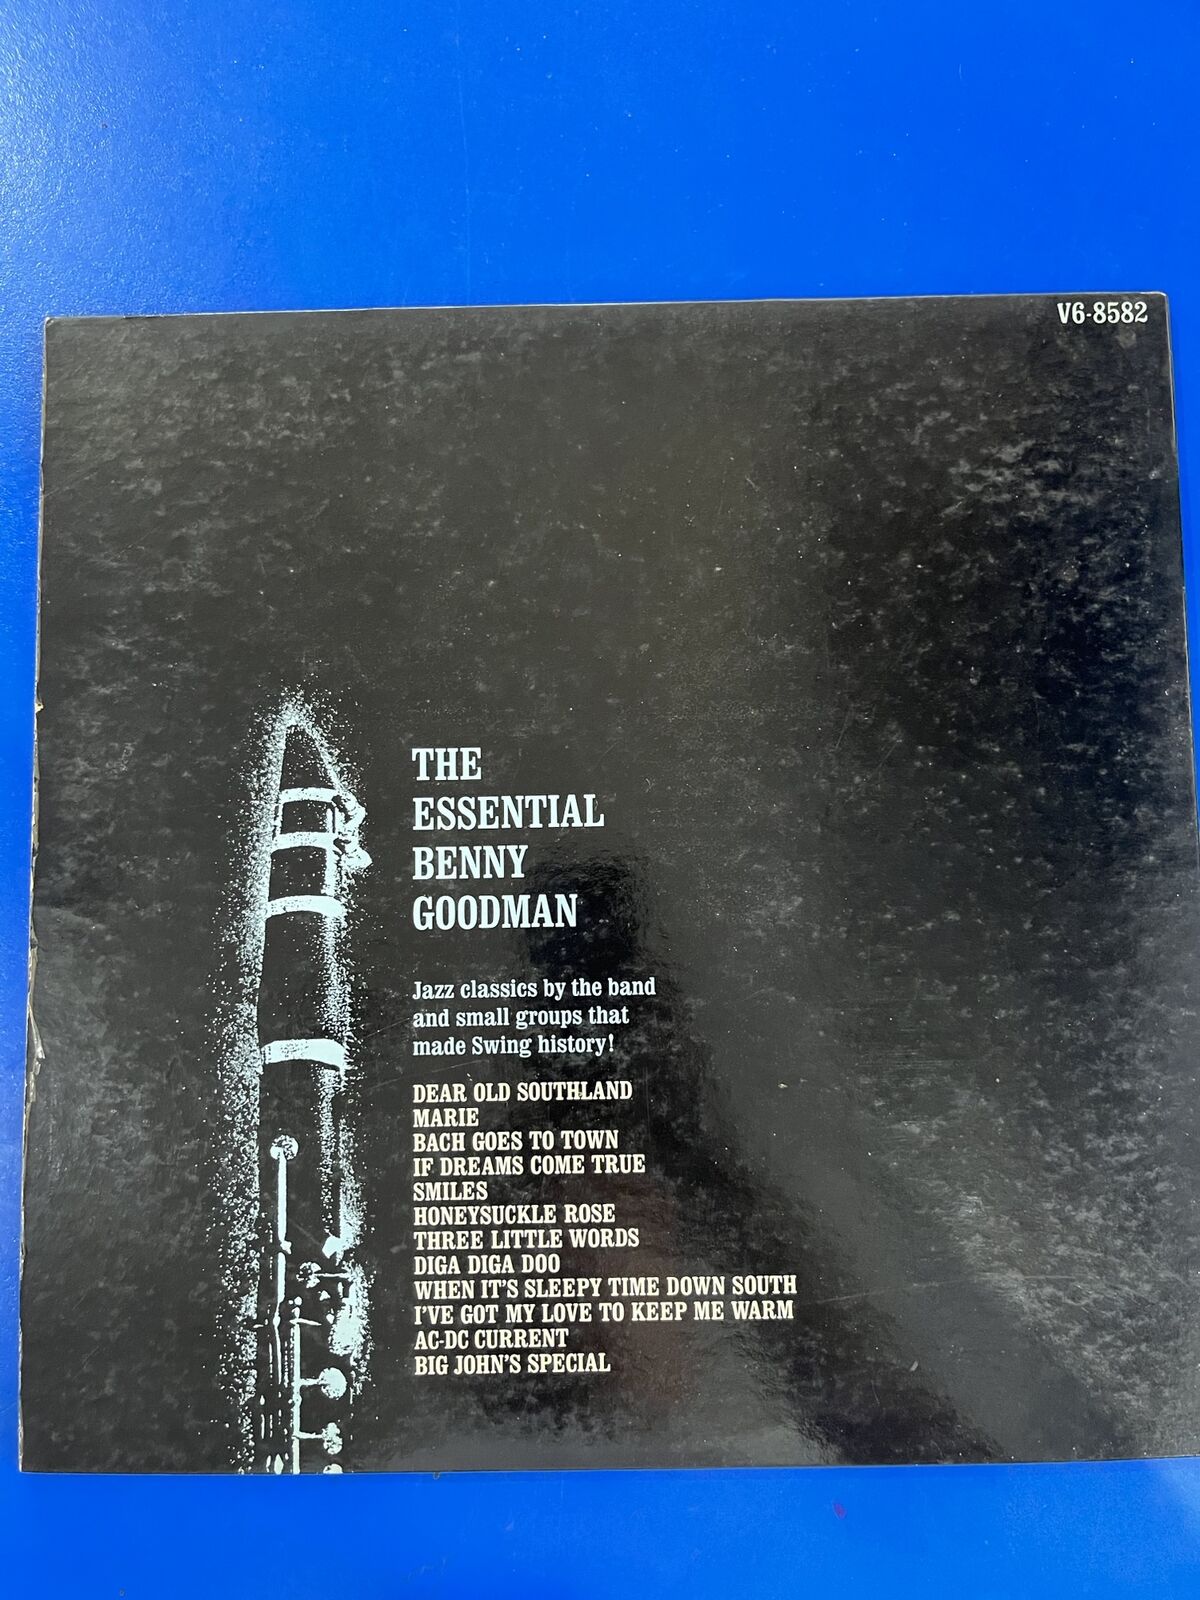 V6-8582
THE
ESSENTIAL
BENNY
GOODMAN
Jazz classics by the band
and small groups that
made Swing history!
DEAR OLD SOUTHLAND
MARIE
BACH GOES TO TOWN
IF DREAMS COME TRUE
SMILES
HONEYSUCKLE ROSE
THREE LITTLE WORDS
DIGA DIGA DOO
WHEN IT'S SLEEPY TIME DOWN SOUTH
I'VE GOT MY LOVE TO KEEP ME WARM
AC-DC CURRENT
BIG JOHN'S SPECIAL